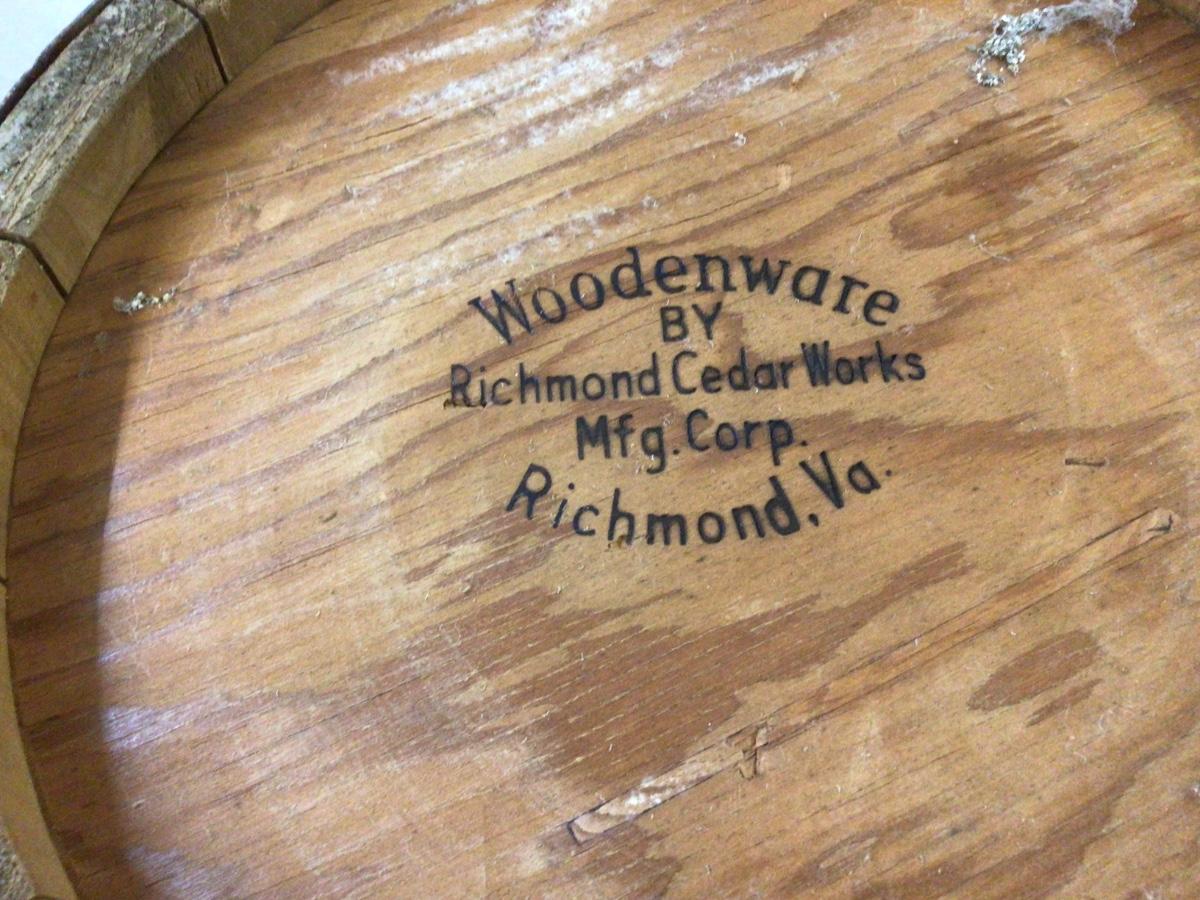 Woodenware
BY
Richmond Cedar Works
Mfg. Corp.
Richmond, Va.